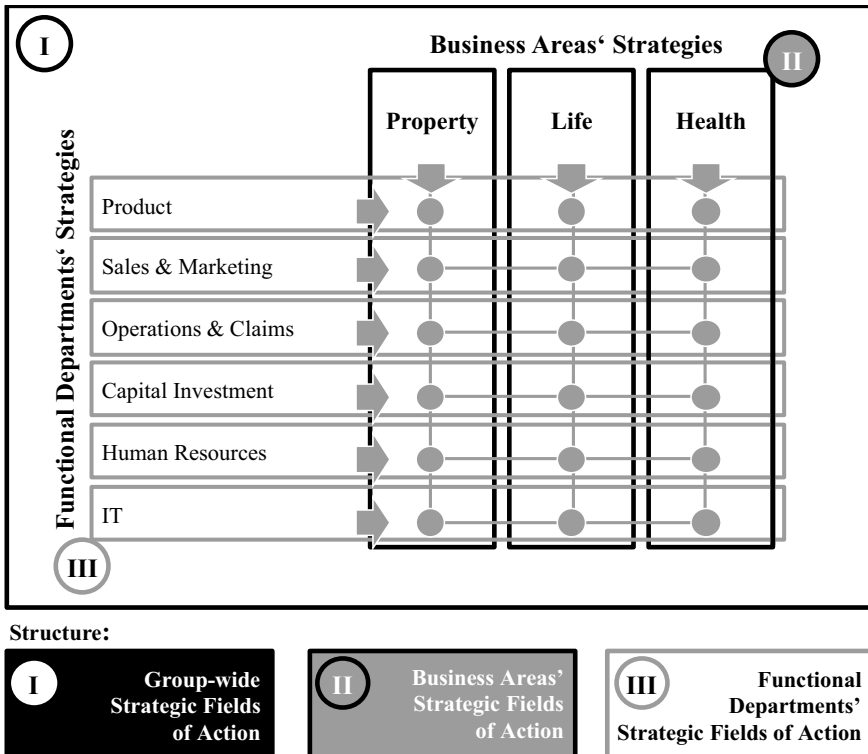 I
Business Areas‘ Strategies
II
Property
Life
Health
Functional Departments‘ Strategies
Product
Sales & Marketing
Operations & Claims
Capital Investment
Human Resources
IT
III
Structure:
I
Group-wide
Strategic Fields
of Action
II
Business Areas’
Strategic Fields
of Action
III
Functional
Departments’
Strategic Fields of Action